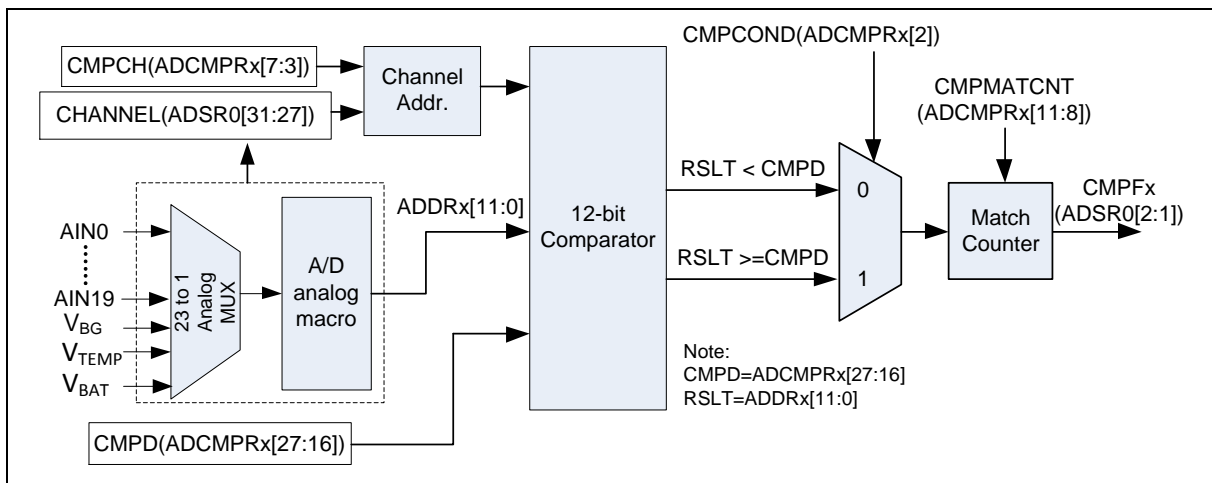 CMPCH(ADCMPRx[7:3])
CHANNEL(ADSR0[31:27])
Channel
Addr.
CMPCOND(ADCMPRx[2])
CMPMATCNT
(ADCMPRx[11:8])
AIN0
AIN19
VBG
VTEMP
VBAT
23 to 1
Analog
MUX
A/D
analog
macro
ADDRx[11:0]
12-bit
Comparator
RSLT < CMPD
RSLT >=CMPD
0
1
Match
Counter
CMPFx
(ADSR0[2:1])
CMPD(ADCMPRx[27:16])
Note:
CMPD=ADCMPRx[27:16]
RSLT=ADDRx[11:0]